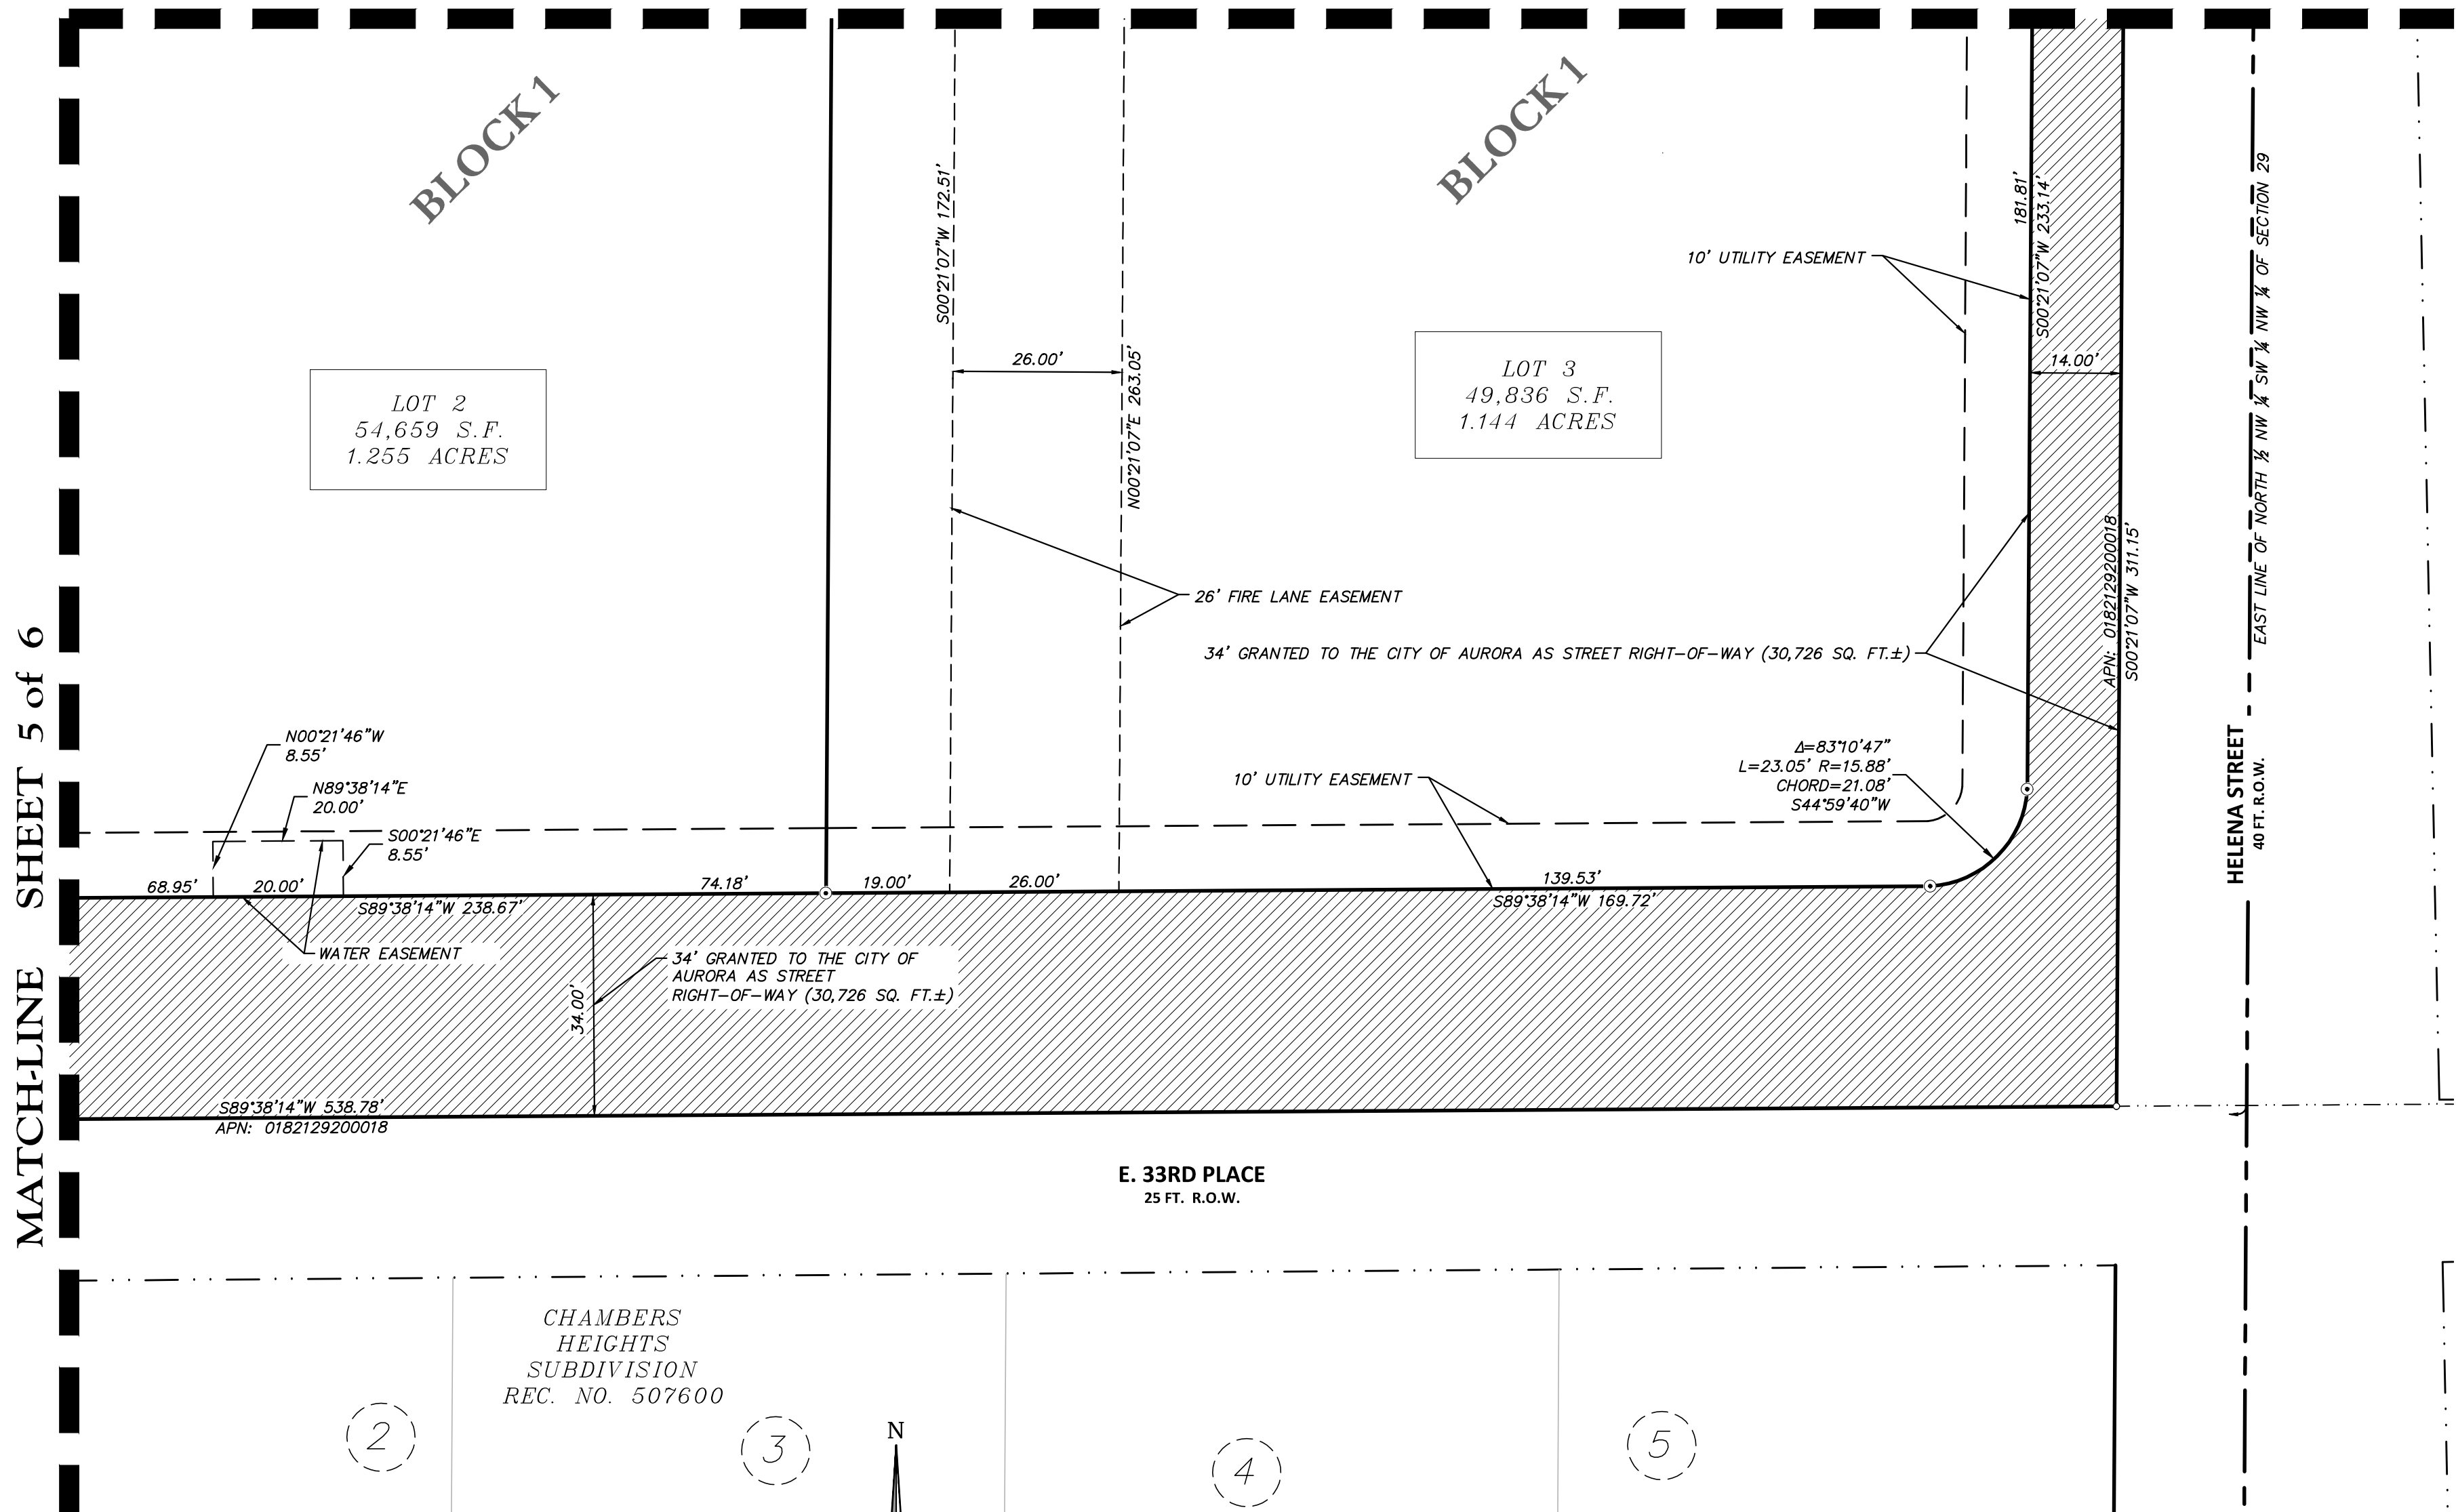 BLOCK 1
BLOCK 1
S00°21'07"W 172.51'
N00°21'07"E 263.05'
26.00'
181.81'
S00°21'07"W 233.14'
10' UTILITY EASEMENT
14.00'
LOT 2
54,659 S.F.
1.255 ACRES
LOT 3
49,836 S.F.
1.144 ACRES
EAST LINE OF NORTH ½ NW ¼ SW ¼ NW ¼ OF SECTION 29
APN: 0182129200018
S00°21'07"W 311.15'
26' FIRE LANE EASEMENT
34' GRANTED TO THE CITY OF AURORA AS STREET RIGHT-OF-WAY (30,726 SQ. FT.±)
MATCH-LINE SHEET 5 of 6
N00°21'46"W
8.55'
N89°38'14"E
20.00'
S00°21'46"E
8.55'
10' UTILITY EASEMENT
Δ=83°10'47"
L=23.05' R=15.88'
CHORD=21.08'
S44°59'40"W
HELENA STREET
40 FT. R.O.W.
68.95'
20.00'
74.18'
19.00'
26.00'
139.53'
S89°38'14"W 238.67'
S89°38'14"W 169.72'
WATER EASEMENT
34.00'
34' GRANTED TO THE CITY OF
AURORA AS STREET
RIGHT-OF-WAY (30,726 SQ. FT.±)
S89°38'14"W 538.78'
APN: 0182129200018
E. 33RD PLACE
25 FT. R.O.W.
CHAMBERS
HEIGHTS
SUBDIVISION
REC. NO. 507600
2
3
N
4
5